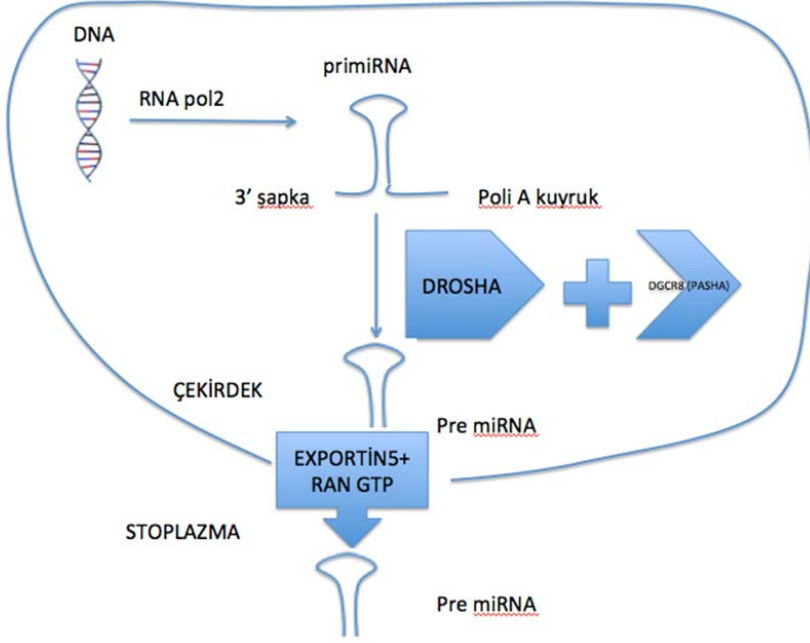 DNA
primiRNA
RNA pol2
3' şapka
Poli A kuyruk
DROSHA
DGCR8 (PASHA)
ÇEKİRDEK
Pre miRNA
EXPORTİN5+
RAN GTP
STOPLAZMA
Pre miRNA